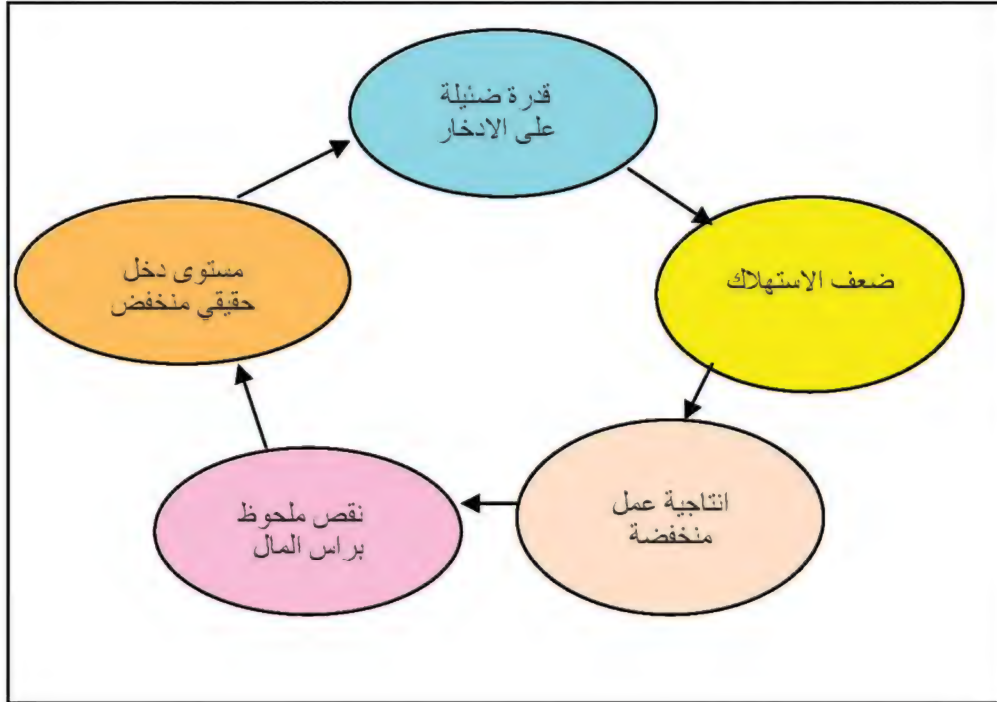 قدرة ضئيلة
على الادخار
ضعف الاستهلاك
انتاجية عمل
منخفضة
نقص ملحوظ
براس المال
مستوى دخل
حقيقي منخفض